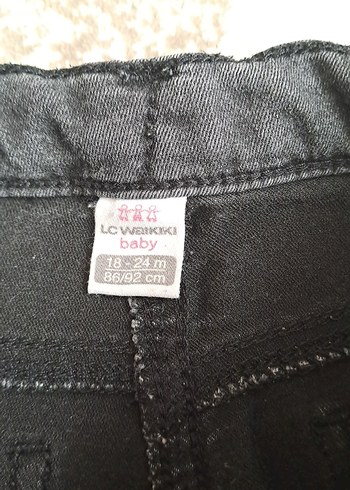 LC WAIKIKI
baby
18 - 24 m
86/92 cm